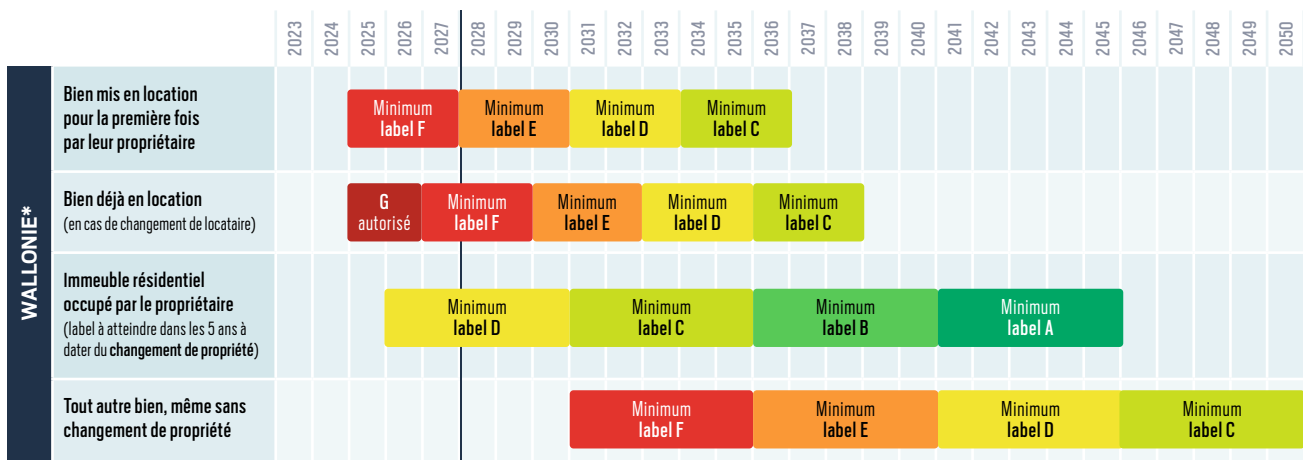 2023 2024 2025 2026 2027 2028 2029 2030 2031 2032 2033 2034 2035 2036 2037 2038 2039 2040 2041 2042 2043 2044 2045 2046 2047 2048 2049 2050
WALLONIE*
Bien mis en location
pour la première fois
par leur propriétaire
Minimum
label F
Minimum
label E
Minimum
label D
Minimum
label C
Bien déjà en location
(en cas de changement de locataire)
G
autorisé
Minimum
label F
Minimum
label E
Minimum
label D
Minimum
label C
Immeuble résidentiel
occupé par le propriétaire
(label à atteindre dans les 5 ans à
dater du changement de propriété)
Minimum
label D
Minimum
label C
Minimum
label B
Minimum
label A
Tout autre bien, même sans
changement de propriété
Minimum
label F
Minimum
label E
Minimum
label D
Minimum
label C